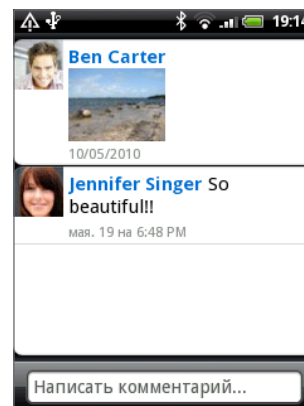 19:14
Ben Carter
10/05/2010
Jennifer Singer So
beautiful!!
мая. 19 на 6:48 PM
Написать комментарий...